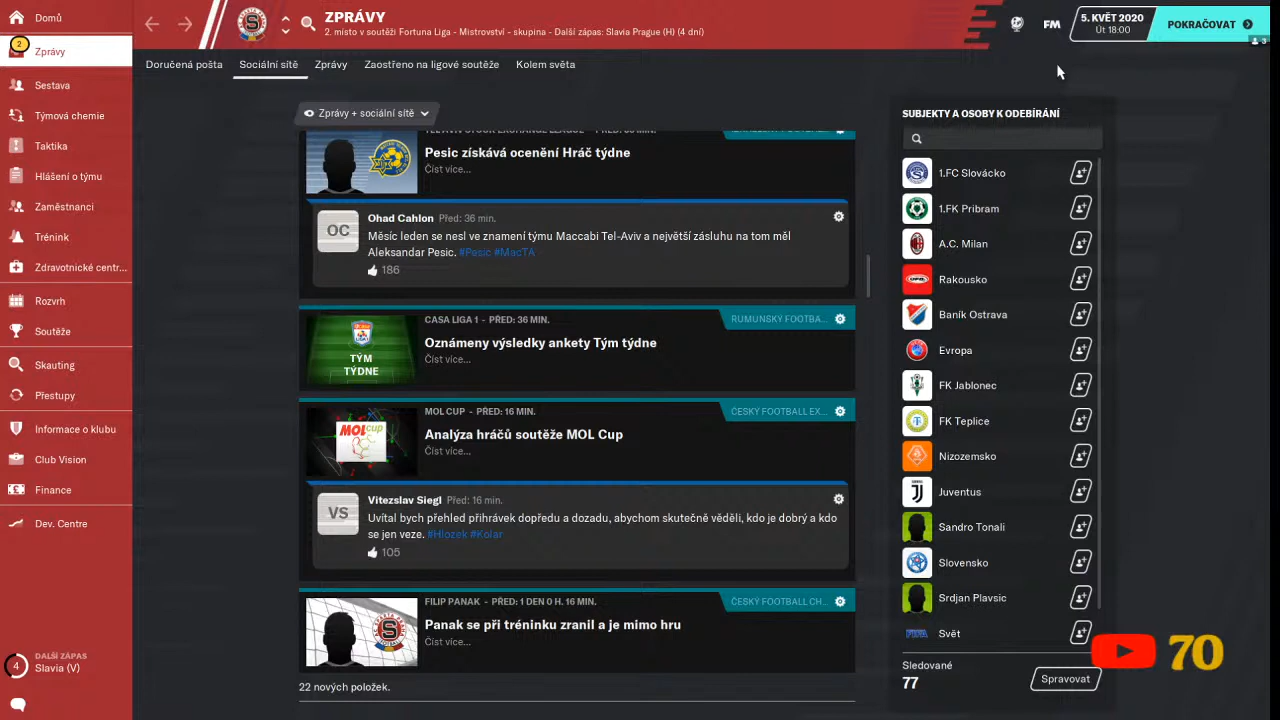 Domů
ZPRÁVY
2. místo v soutěži Fortuna Liga - Mistrovství - skupina - Další zápas: Slavia Prague (H) (4 dní)
FM
5. KVĚT 2020
Út 18:00
POKRAČOVAT
3
2
Zprávy
Sestava
Týmová chemie
Taktika
Hlášení o týmu
Zaměstnanci
Trénink
Zdravotnické centr...
Rozvrh
Soutěže
Skauting
Přestupy
Informace o klubu
Club Vision
Finance
Dev. Centre
4
DALŠÍ ZÁPAS
Slavia (V)
Doručená pošta
Sociální sítě
Zprávy
Zaostřeno na ligové soutěže
Kolem světa
Zprávy + sociální sítě
Pesic získává ocenění Hráč týdne
Číst více...
OC
Ohad Cahlon Před: 36 min.
Měsíc leden se nesl ve znamení týmu Maccabi Tel-Aviv a největší zásluhu na tom měl
Aleksandar Pesic. #Pesic #MacTA
186
CASA LIGA 1 - PŘED: 36 MIN.
RUMUNSKÝ FOOTBA...
Oznámeny výsledky ankety Tým týdne
Číst více...
TÝM
TÝDNE
MOL CUP - PŘED: 16 MIN.
ČESKÝ FOOTBALL EX...
Analýza hráčů soutěže MOL Cup
Číst více...
MOL cup
VS
Vitezslav Siegl Před: 16 min.
Uvítal bych přehled přihrávek dopředu a dozadu, abychom skutečně věděli, kdo je dobrý a kdo
se jen veze. #Hlozek #Kolar
105
FILIP PANAK - PŘED: 1 DEN 0 H. 16 MIN.
ČESKÝ FOOTBALL CH...
Panak se při tréninku zranil a je mimo hru
Číst více...
22 nových položek.
SUBJEKTY A OSOBY K ODEBÍRÁNÍ
1.FC Slovácko
1.FK Pribram
A.C. Milan
Rakousko
Baník Ostrava
Evropa
FK Jablonec
FK Teplice
Nizozemsko
Juventus
Sandro Tonali
Slovensko
Srdjan Plavsic
FIFA
Svět
Sledované
77
Spravovat
70